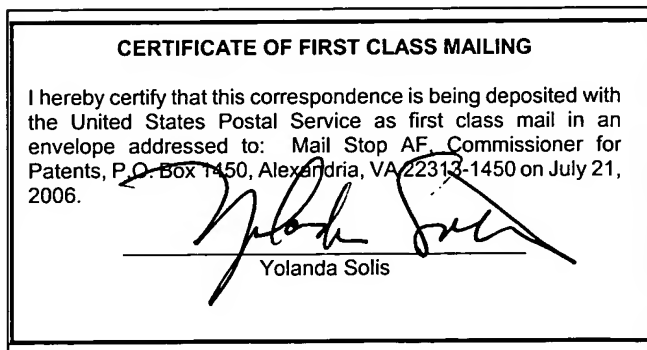 CERTIFICATE OF FIRST CLASS MAILING
I hereby certify that this correspondence is being deposited with
the United States Postal Service as first class mail in an
envelope addressed to: Mail Stop AF, Commissioner for
Patents, P.O. Box 1450, Alexandria, VA 22313-1450 on July 21,
2006.
Yolanda Solis
Yolanda Solis